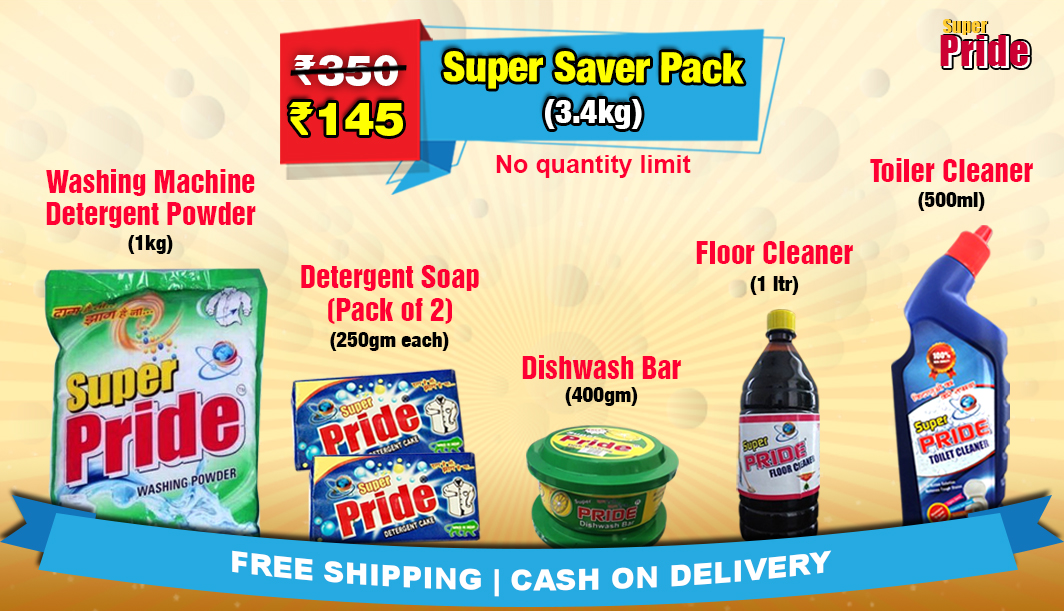 Super
Pride
₹350
₹145
Super Saver Pack
(3.4kg)
No quantity limit
Washing Machine
Detergent Powder
(1kg)
Detergent Soap
(Pack of 2)
(250gm each)
Dishwash Bar
(400gm)
Floor Cleaner
(1 ltr)
Toiler Cleaner
(500ml)
Super
Pride
WASHING POWDER
Super
Pride
DETERGENT CAKE
Super
Pride
DETERGENT CAKE
Pride
Super
PRIDE
Dishwash Bar
Super
PRIDE
FLOOR CLEANER
100%
Super
PRIDE
TOILET CLEANER
FREE SHIPPING | CASH ON DELIVERY